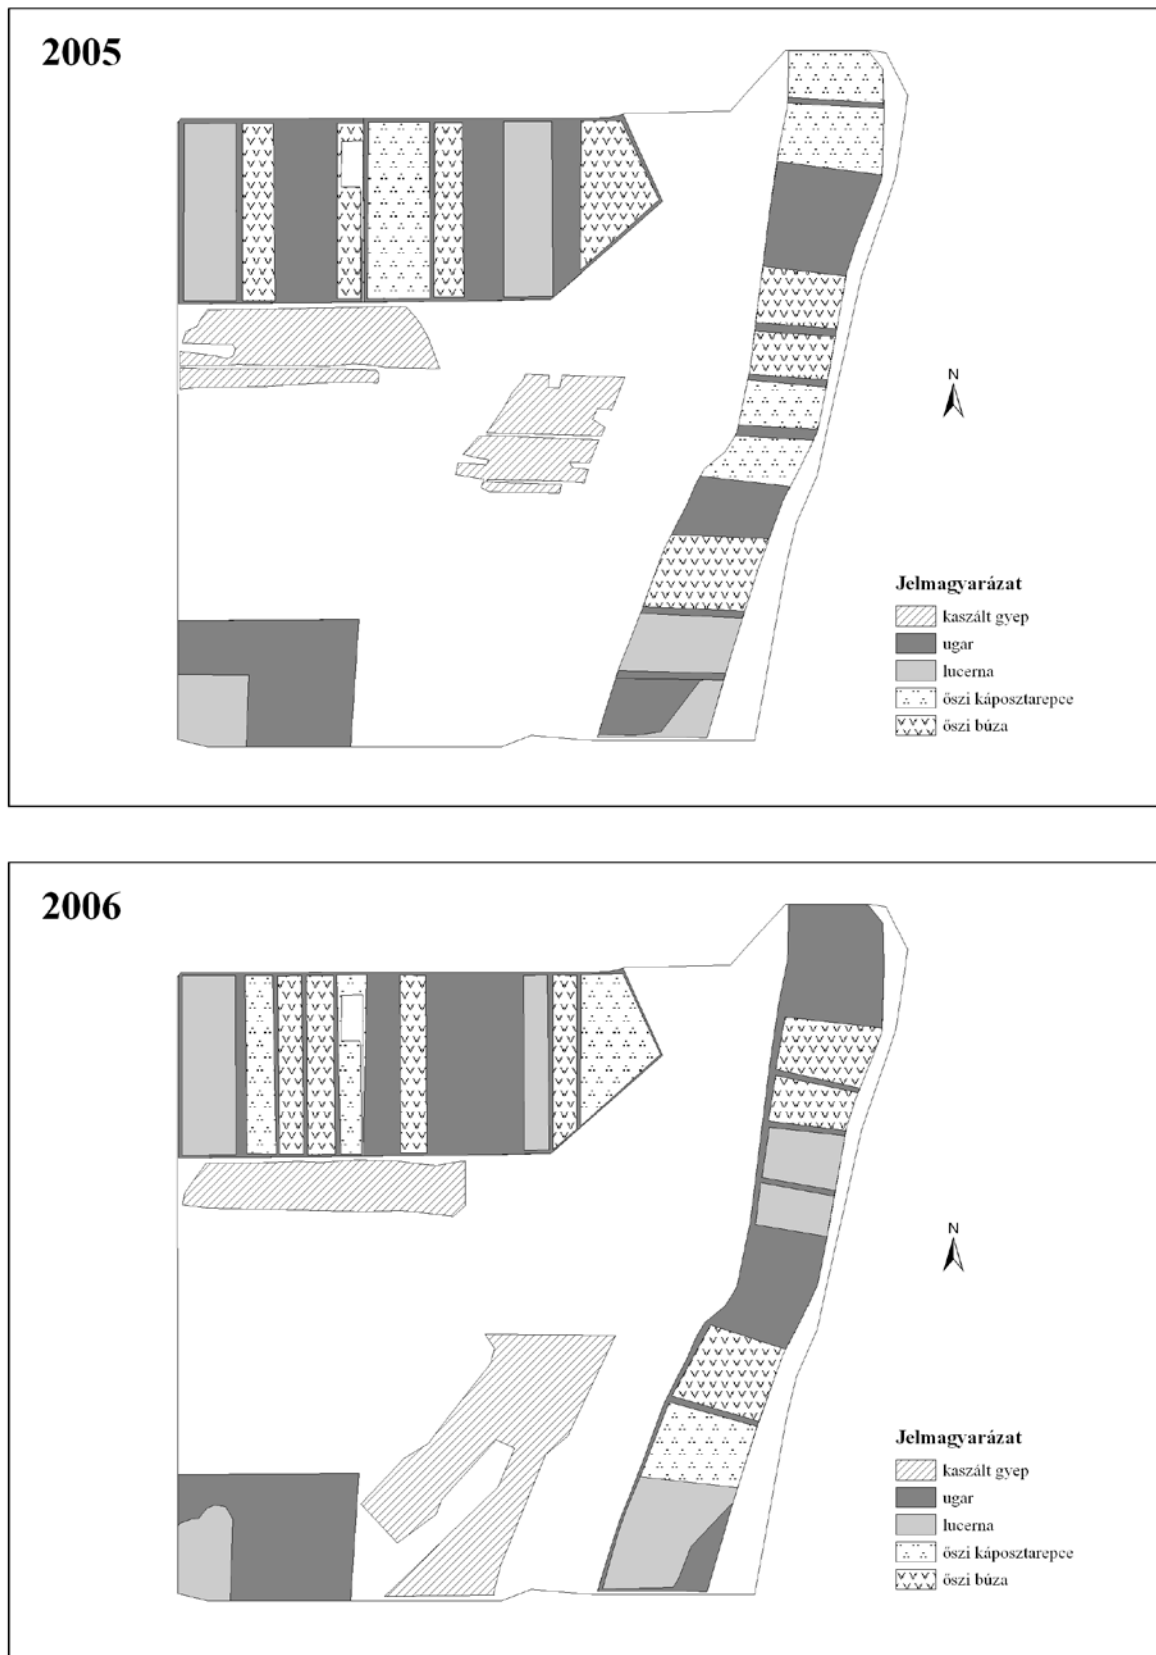 2005
N
Jelmagyarázat
kaszált gyep
ugar
lucerna
őszi káposztarepce
őszi búza
2006
N
Jelmagyarázat
kaszált gyep
ugar
lucerna
őszi káposztarepce
őszi búza